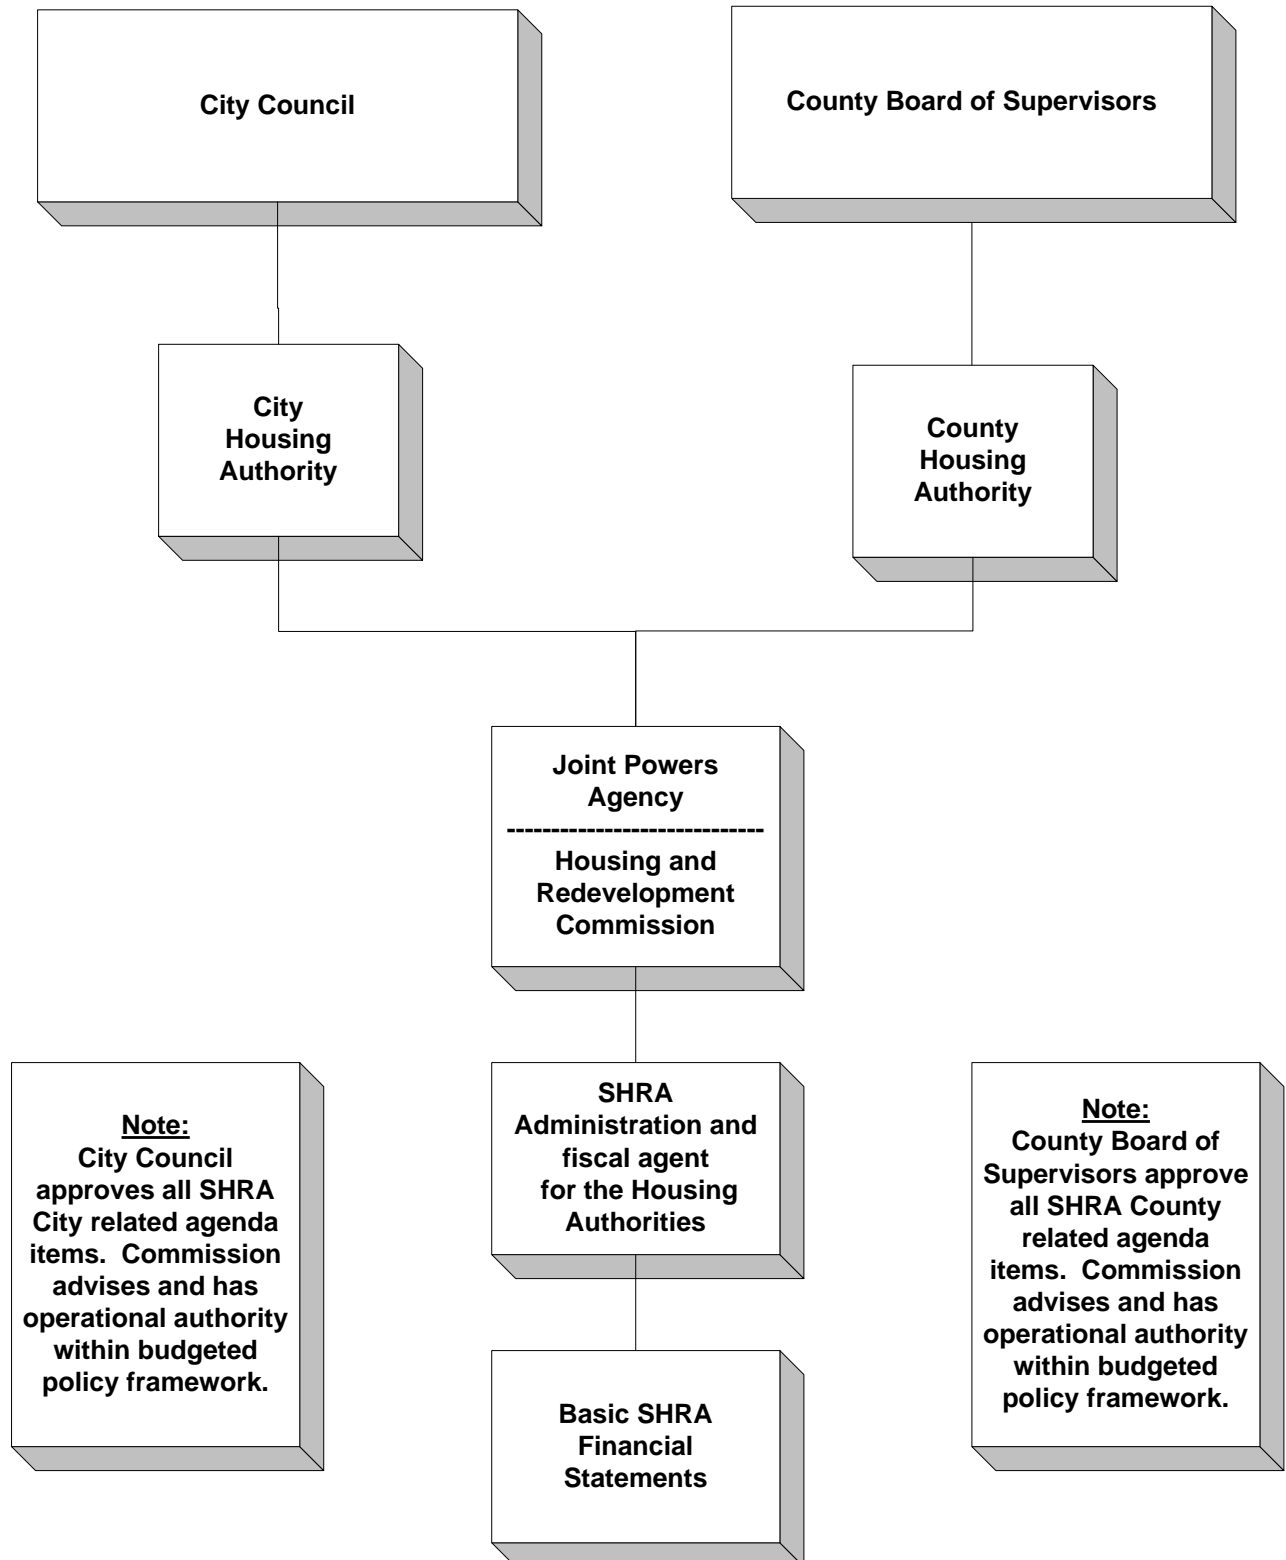 City Council
County Board of Supervisors
City
Housing
Authority
County
Housing
Authority
Joint Powers
Agency
-----------------------------
Housing and
Redevelopment
Commission
SHRA
Administration and
fiscal agent
for the Housing
Authorities
Note:
City Council
approves all SHRA
City related agenda
items.  Commission
advises and has
operational authority
within budgeted
policy framework.
Note:
County Board of
Supervisors approve
all SHRA County
related agenda
items.  Commission
advises and has
operational authority
within budgeted
policy framework.
Basic SHRA
Financial
Statements